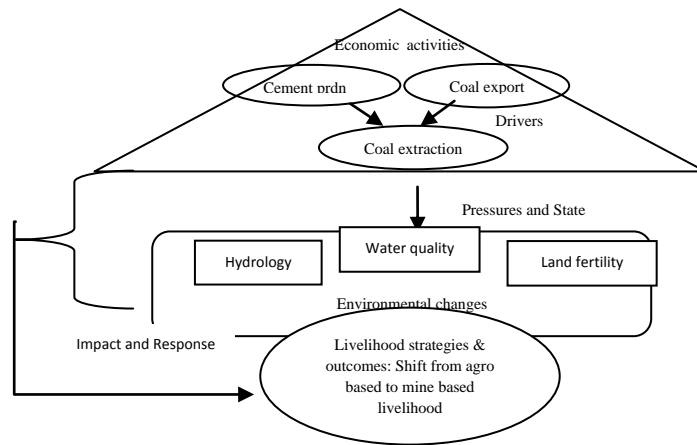 Economic activities
Cement prdn
Coal export
Drivers
Coal extraction
Pressures and State
Water quality
Hydrology
Land fertility
Environmental changes
Impact and Response
Livelihood strategies &
outcomes: Shift from agro
based to mine based
livelihood